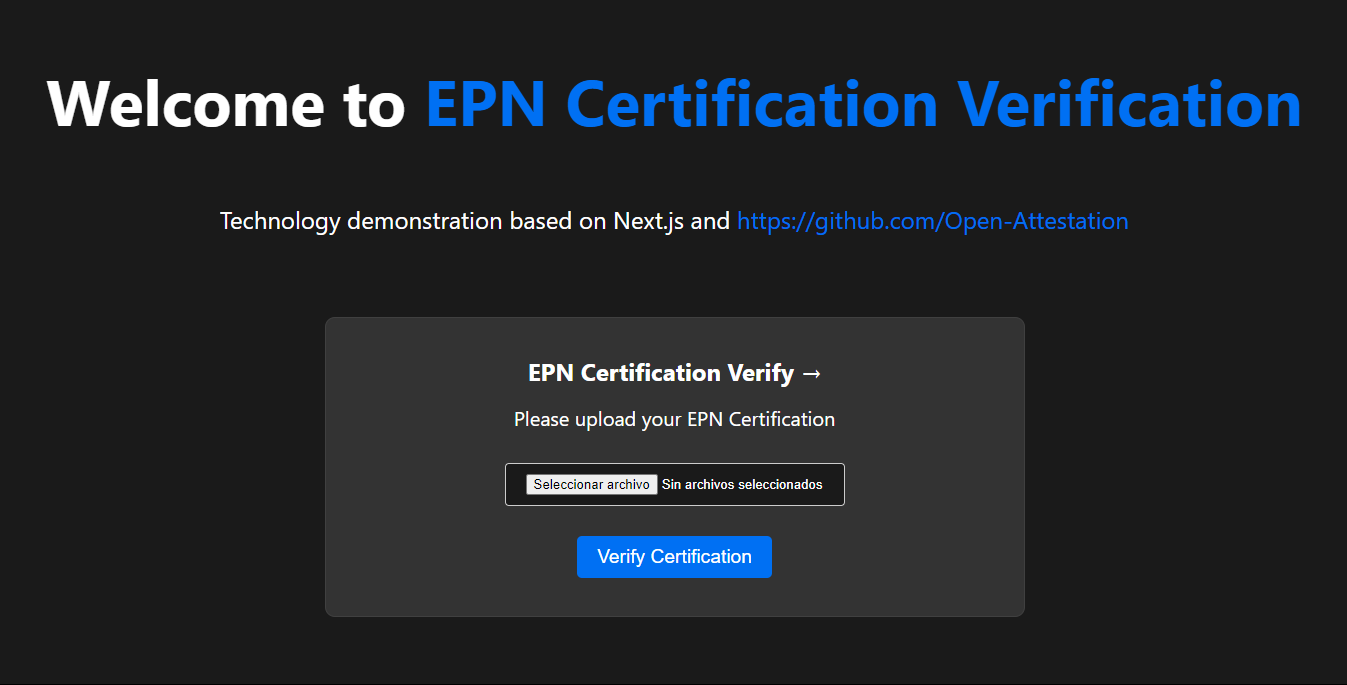 Welcome to EPN Certification Verification
Technology demonstration based on Next.js and https://github.com/Open-Attestation
EPN Certification Verify →
Please upload your EPN Certification
Seleccionar archivo Sin archivos seleccionados
Verify Certification